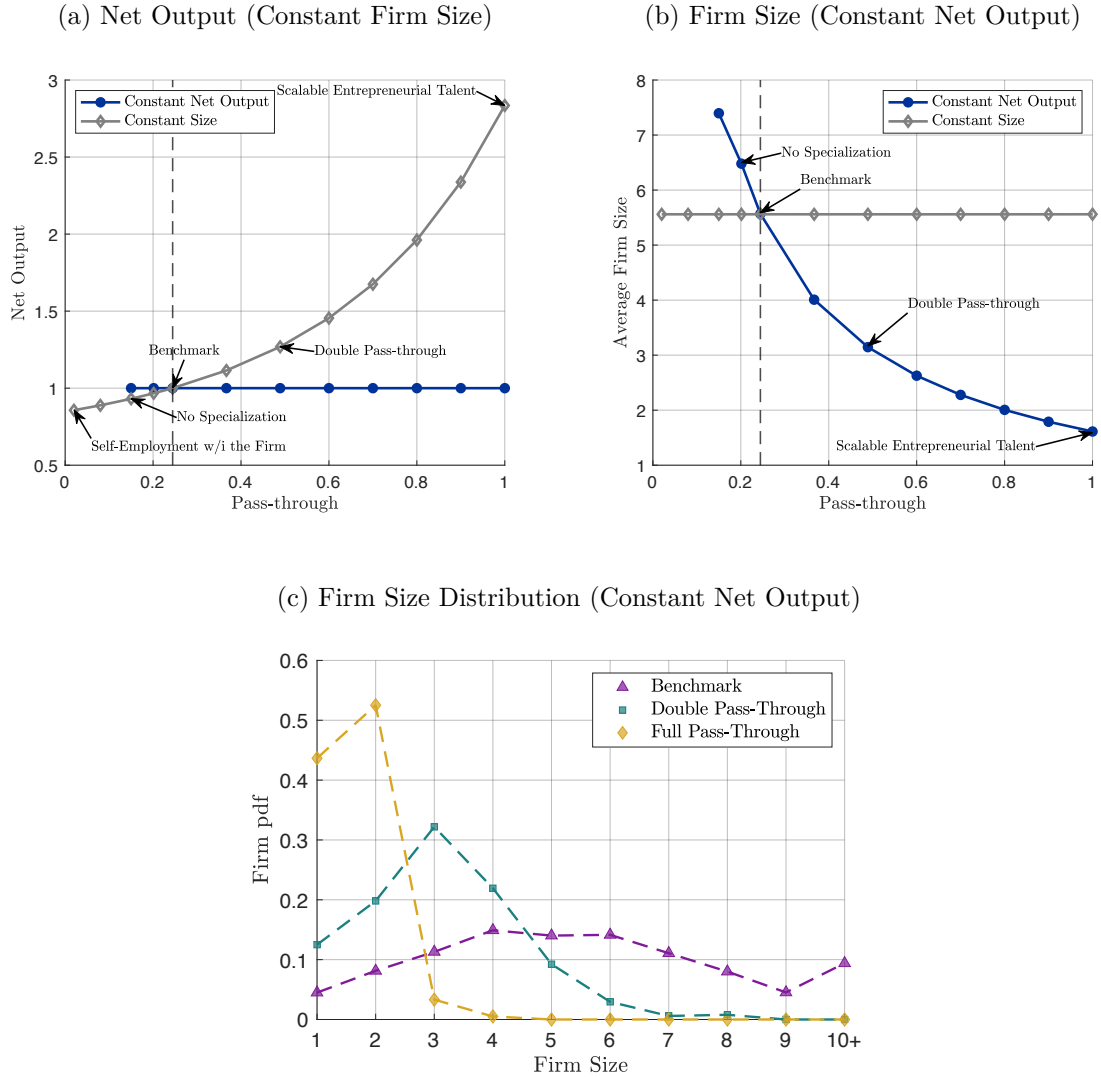 (a) Net Output (Constant Firm Size)
(b) Firm Size (Constant Net Output)
3
2.5
2
1.5
1
0.5
Net Output
Constant Net Output
Constant Size
Scalable Entrepreneurial Talent
Benchmark
Double Pass-through
No Specialization
Self-Employment w/i the Firm
0
0.2
0.4
0.6
0.8
1
Pass-through
8
7
6
5
4
3
2
1
Average Firm Size
Constant Net Output
Constant Size
No Specialization
Benchmark
Double Pass-through
Scalable Entrepreneurial Talent
0
0.2
0.4
0.6
0.8
1
Pass-through
(c) Firm Size Distribution (Constant Net Output)
0.6
0.5
0.4
0.3
0.2
0.1
0
Firm pdf
Benchmark
Double Pass-Through
Full Pass-Through
1
2
3
4
5
6
7
8
9
10+
Firm Size